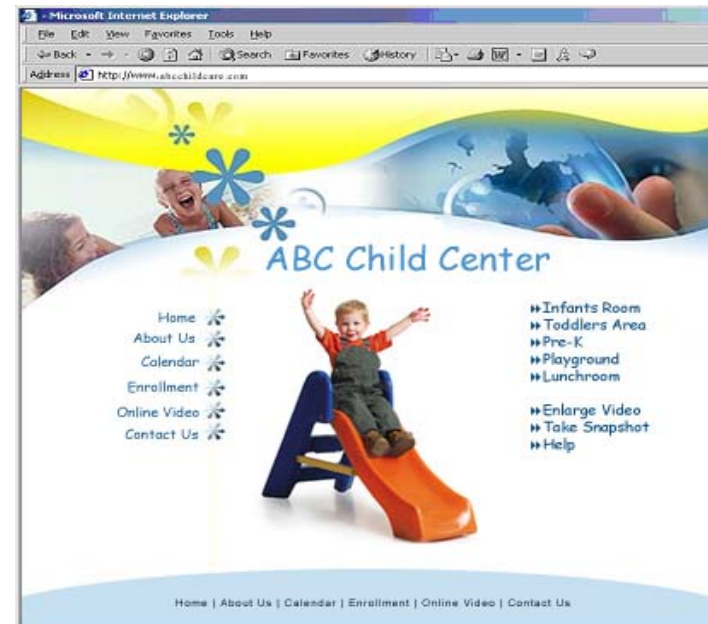 - Microsoft Internet Explorer
File Edit View Favorites Tools Help
Back Search Favorites History
Address http://www.abcchildcare.com
ABC Child Center
Home
About Us
Calendar
Enrollment
Online Video
Contact Us
Infants Room
Toddlers Area
Pre-K
Playground
Lunchroom
Enlarge Video
Take Snapshot
Help
Home | About Us | Calendar | Enrollment | Online Video | Contact Us